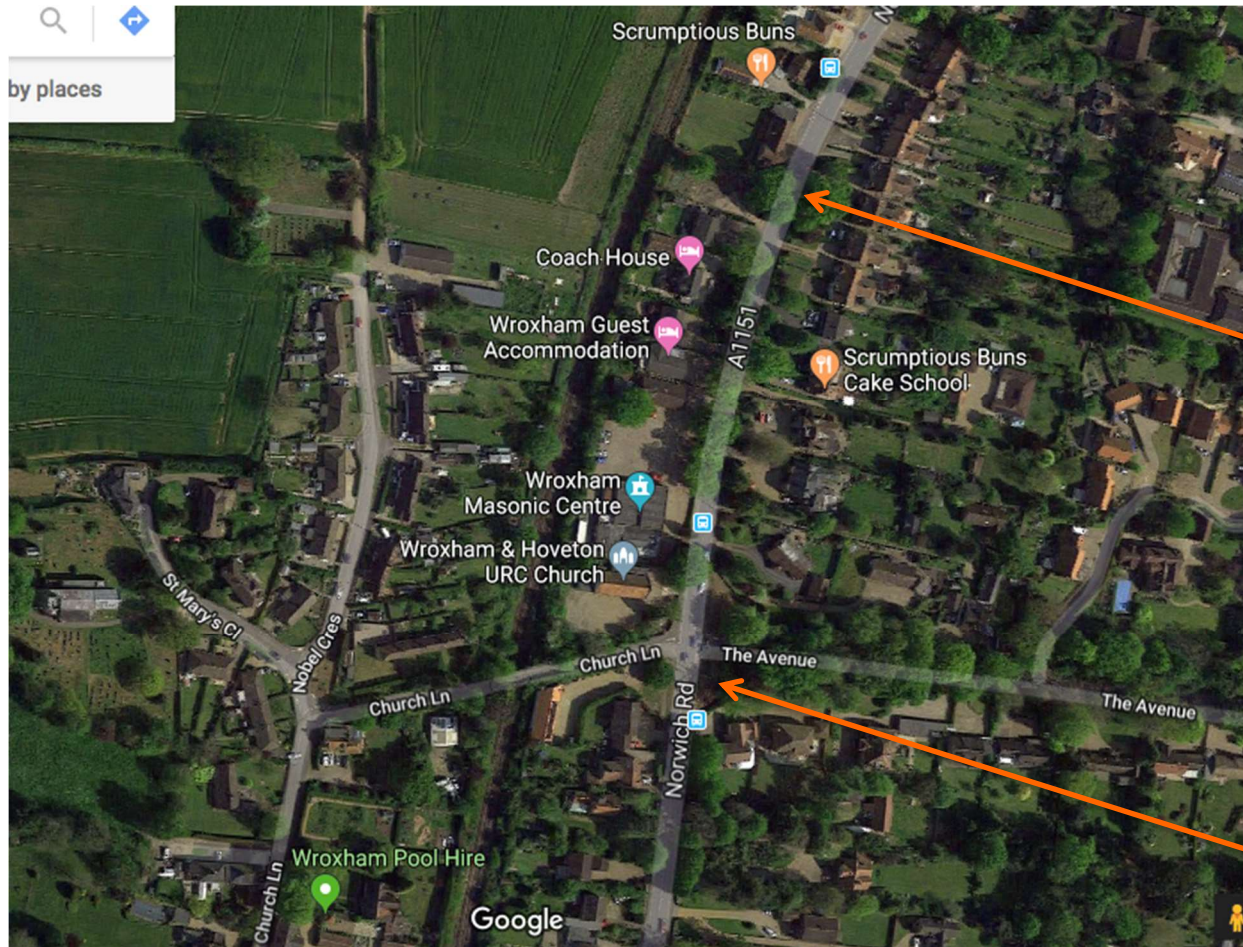 by places
Scrumptious Buns
N
Coach House
Wroxham Guest
Accommodation
A1151
Scrumptious Buns
Cake School
Wroxham
Masonic Centre
Wroxham & Hoveton
URC Church
St Mary's Cl
Nobel Cres
Church Ln
Church Ln
The Avenue
The Avenue
Norwich Rd
Wroxham Pool Hire
Church Ln
Google